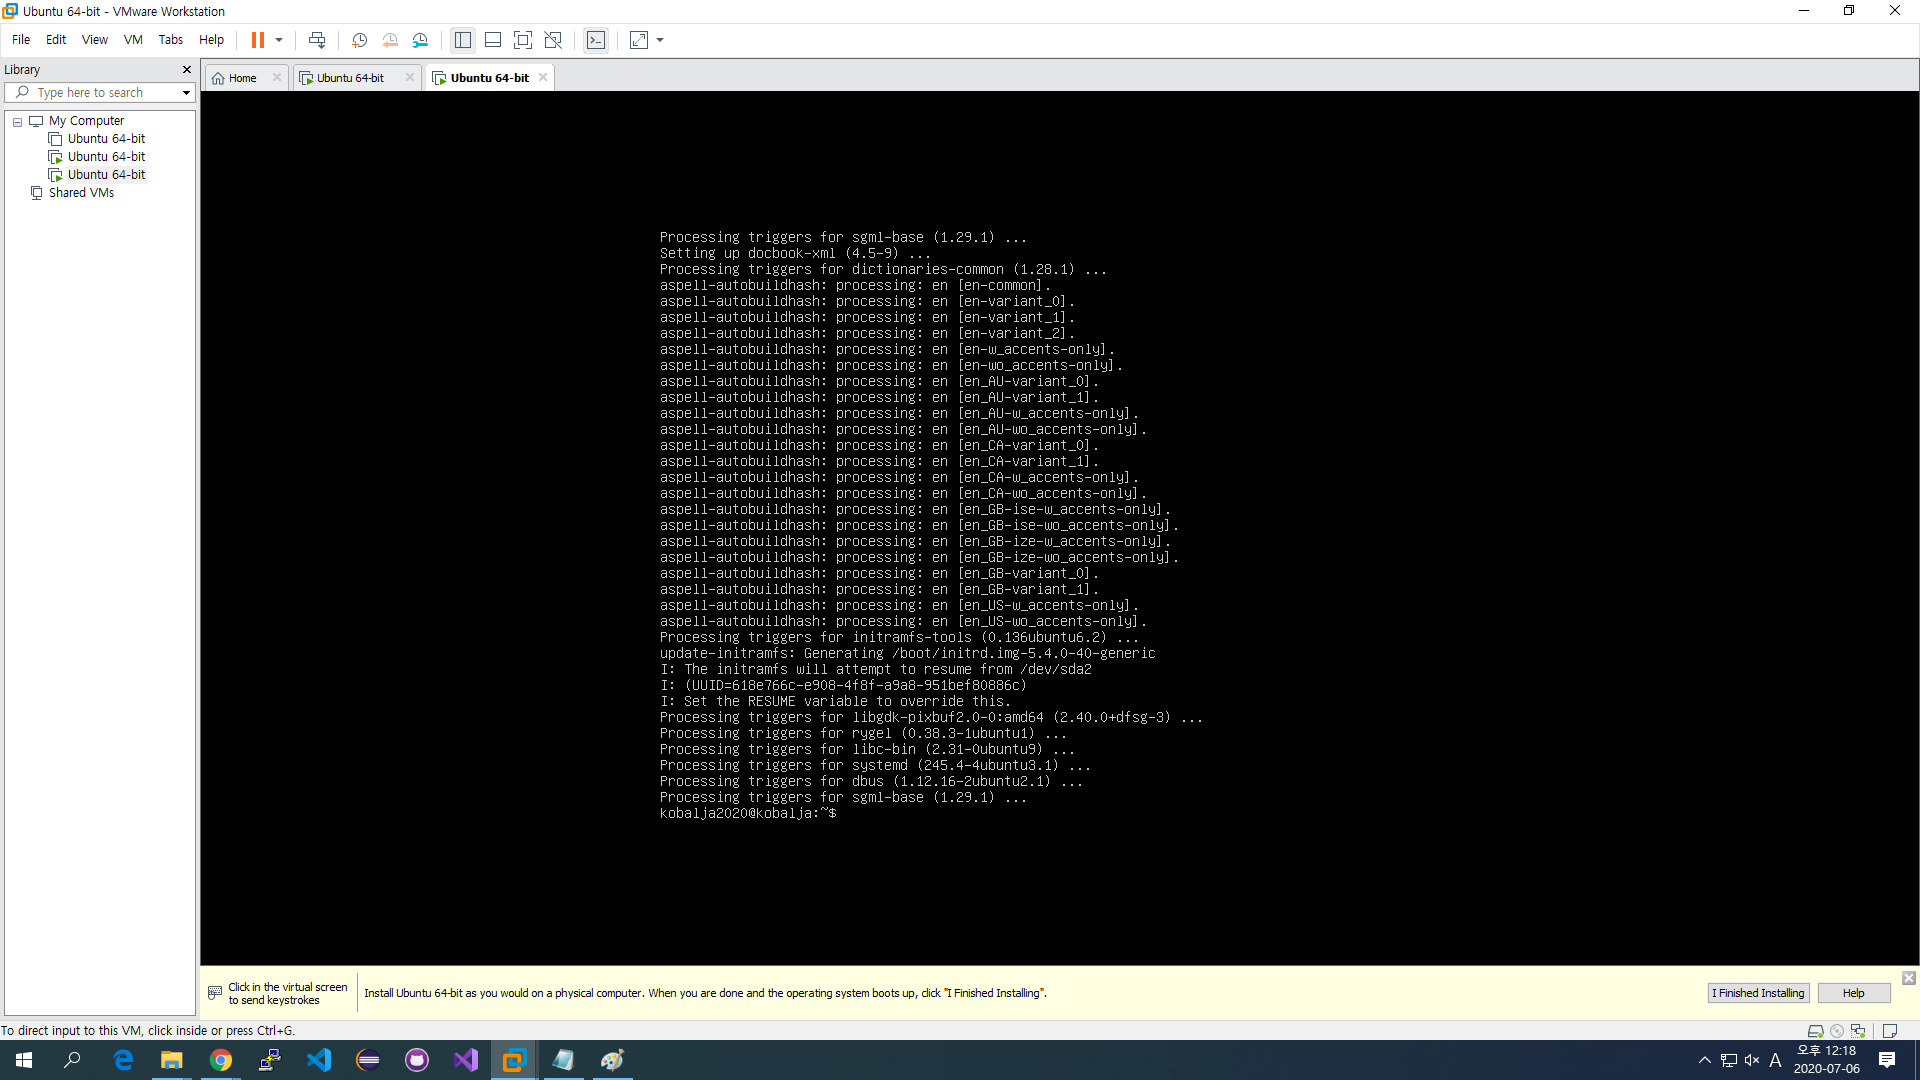 Ubuntu 64-bit - VMware Workstation
File Edit View VM Tabs Help
Library
Type here to search
My Computer
Ubuntu 64-bit
Ubuntu 64-bit
Ubuntu 64-bit
Shared VMs
Home
Ubuntu 64-bit
Ubuntu 64-bit
Processing triggers for sgml-base (1.29.1) ...
Setting up docbook-xml (4.5-9) ...
Processing triggers for dictionaries-common (1.28.1) ...
aspell-autobuildhash: processing: en [en-common].
aspell-autobuildhash: processing: en [en-variant_0].
aspell-autobuildhash: processing: en [en-variant_1].
aspell-autobuildhash: processing: en [en-variant_2].
aspell-autobuildhash: processing: en [en-w_accents-only].
aspell-autobuildhash: processing: en [en-wo_accents-only].
aspell-autobuildhash: processing: en [en_AU-variant_0].
aspell-autobuildhash: processing: en [en_AU-variant_1].
aspell-autobuildhash: processing: en [en_AU-w_accents-only].
aspell-autobuildhash: processing: en [en_AU-wo_accents-only].
aspell-autobuildhash: processing: en [en_CA-variant_0].
aspell-autobuildhash: processing: en [en_CA-variant_1].
aspell-autobuildhash: processing: en [en_CA-w_accents-only].
aspell-autobuildhash: processing: en [en_CA-wo_accents-only].
aspell-autobuildhash: processing: en [en_GB-ise-w_accents-only].
aspell-autobuildhash: processing: en [en_GB-ise-wo_accents-only].
aspell-autobuildhash: processing: en [en_GB-ize-w_accents-only].
aspell-autobuildhash: processing: en [en_GB-ize-wo_accents-only].
aspell-autobuildhash: processing: en [en_GB-variant_0].
aspell-autobuildhash: processing: en [en_GB-variant_1].
aspell-autobuildhash: processing: en [en_US-w_accents-only].
aspell-autobuildhash: processing: en [en_US-wo_accents-only].
Processing triggers for initramfs-tools (0.136ubuntu6.2) ...
update-initramfs: Generating /boot/initrd.img-5.4.0-40-generic
I: The initramfs will attempt to resume from /dev/sda2
I: (UUID=618e766c-e908-4f8f-a9a8-951bef80886c)
I: Set the RESUME variable to override this.
Processing triggers for libgdk-pixbuf2.0-0:amd64 (2.40.0+dfsg-3) ...
Processing triggers for rygel (0.38.3-1ubuntu1) ...
Processing triggers for libc-bin (2.31-0ubuntu9) ...
Processing triggers for systemd (245.4-4ubuntu3.1) ...
Processing triggers for dbus (1.12.16-2ubuntu2.1) ...
Processing triggers for sgml-base (1.29.1) ...
kobalja2020@kobalja:~$
Click in the virtual screen
to send keystrokes
Install Ubuntu 64-bit as you would on a physical computer. When you are done and the operating system boots up, click "I Finished Installing".
I Finished Installing
Help
To direct input to this VM, click inside or press Ctrl+G.
A
오후 12:18
2020-07-06